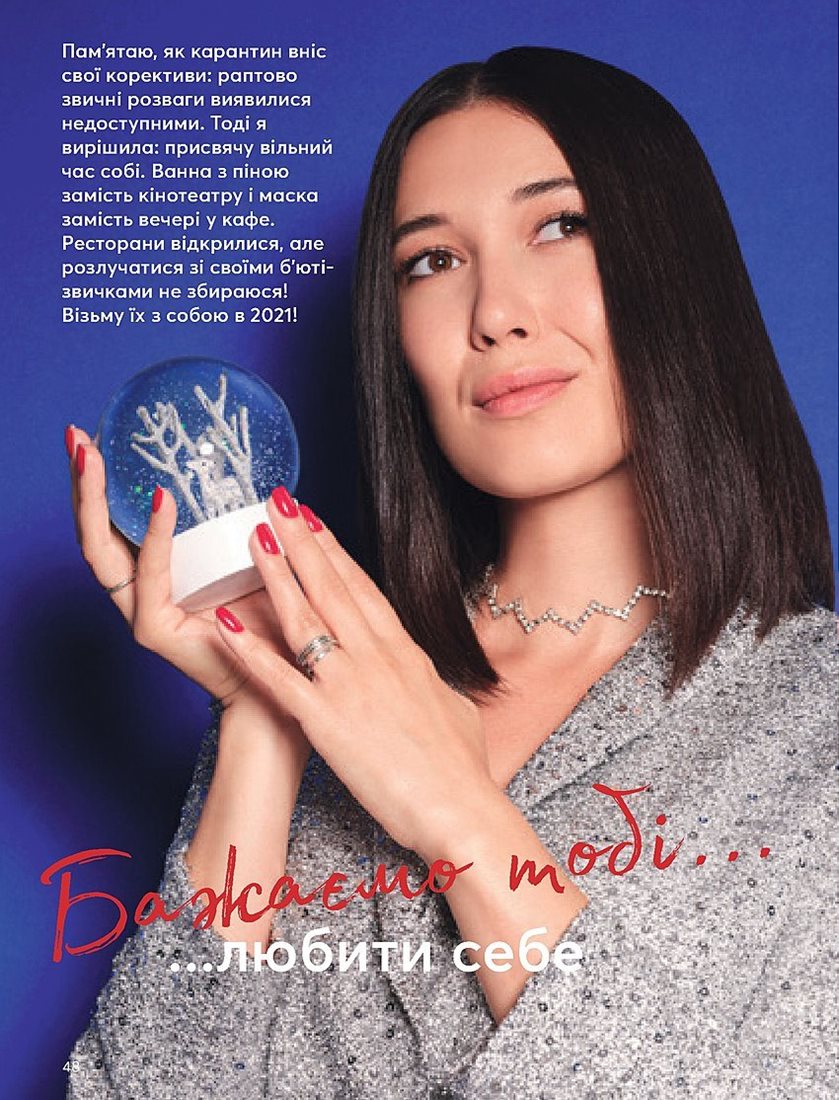 Пам'ятаю, як карантин вніс
свої корективи: раптово
звичні розваги виявилися
недоступними. Тоді я
вирішила: присвячу вільний
час собі. Ванна з піною
замість кінотеатру і маска
замість вечері у кафе.
Ресторани відкрилися, але
розлучатися зі своїми б'юті-
звичками не збираюся!
Візьму їх з собою в 2021!
Бажаємо тобі...
...любити себе
48